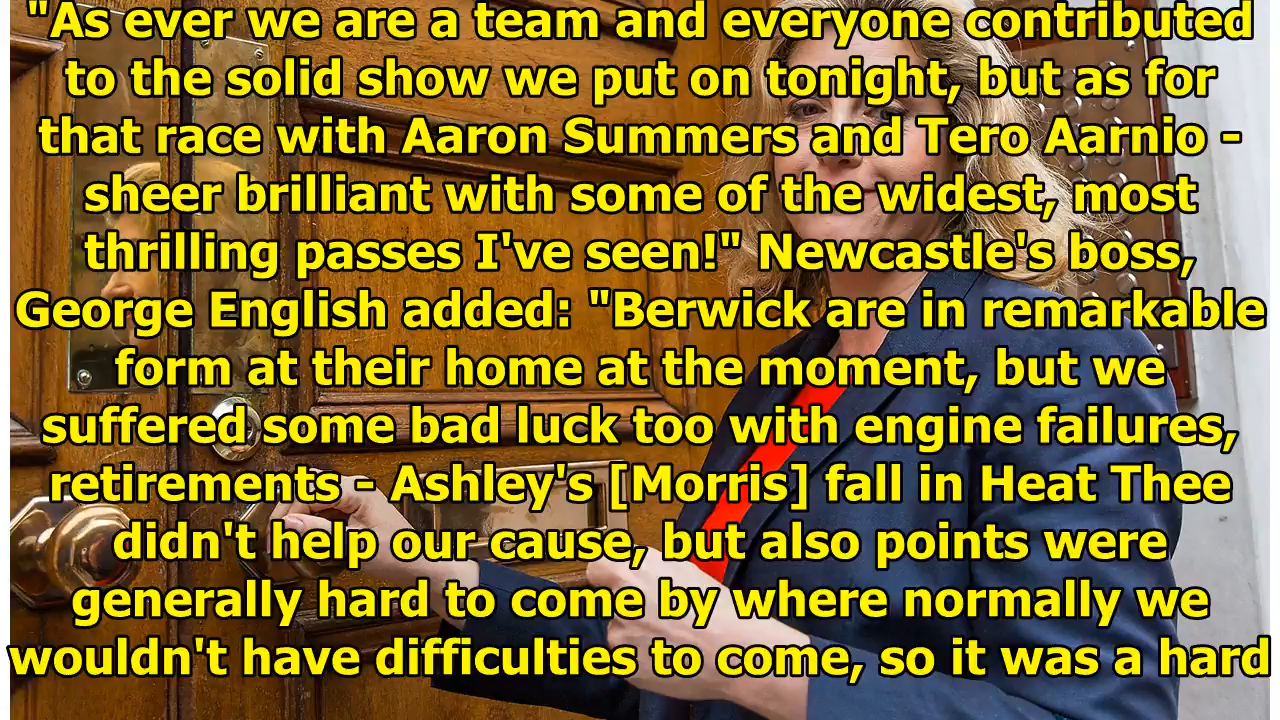 "As ever we are a team and everyone contributed
to the solid show we put on tonight, but as for
that race with Aaron Summers and Tero Aarnio -
sheer brilliant with some of the widest, most
thrilling passes I've seen!" Newcastle's boss,
George English added: "Berwick are in remarkable
form at their home at the moment, but we
suffered some bad luck too with engine failures,
retirements - Ashley's [Morris] fall in Heat Thee
didn't help our cause, but also points were
generally hard to come by where normally we
wouldn't have difficulties to come, so it was a hard